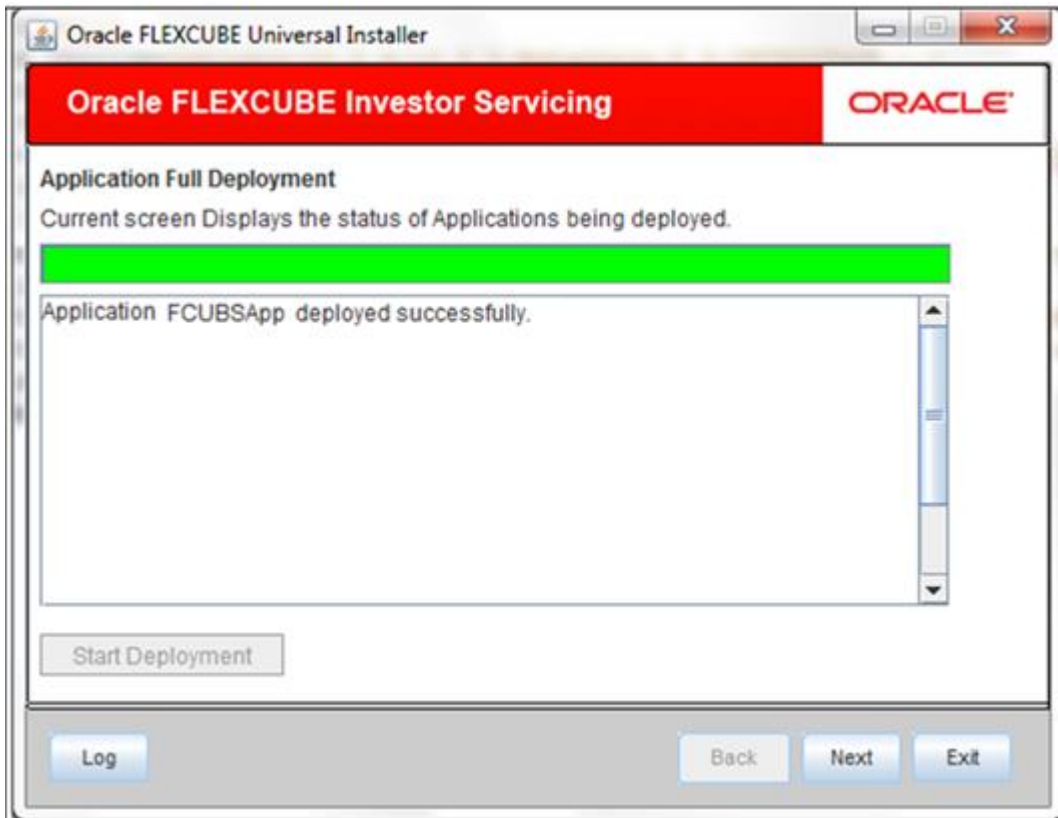 Oracle FLEXCUBE Universal Installer
Oracle FLEXCUBE Investor Servicing
ORACLE'
Application Full Deployment
Current screen Displays the status of Applications being deployed.
Application FCUBSApp deployed successfully.
Start Deployment
Log Back Next Exit